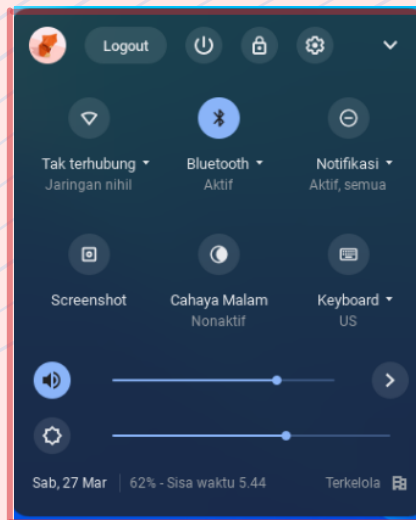 Logout
Tak terhubung Bluetooth Notifikasi
Jaringan nihil Aktif Aktif, semua
Screenshot Cahaya Malam Keyboard
Nonaktif US
Sab, 27 Mar 62% - Sisa waktu 5.44 Terkelola